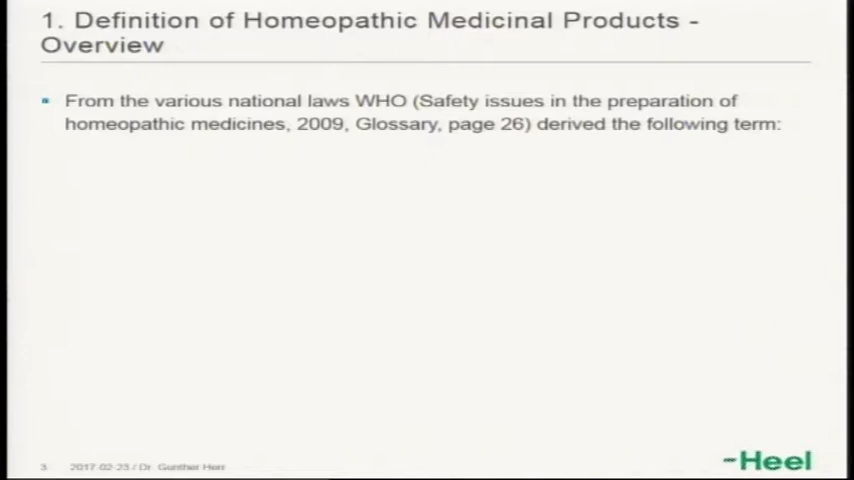 1. Definition of Homeopathic Medicinal Products -
Overview
From the various national laws WHO (Safety issues in the preparation of
homeopathic medicines, 2009, Glossary, page 26) derived the following term:
3 2017-02-23 / Dr. Gunther Herr
-Heel